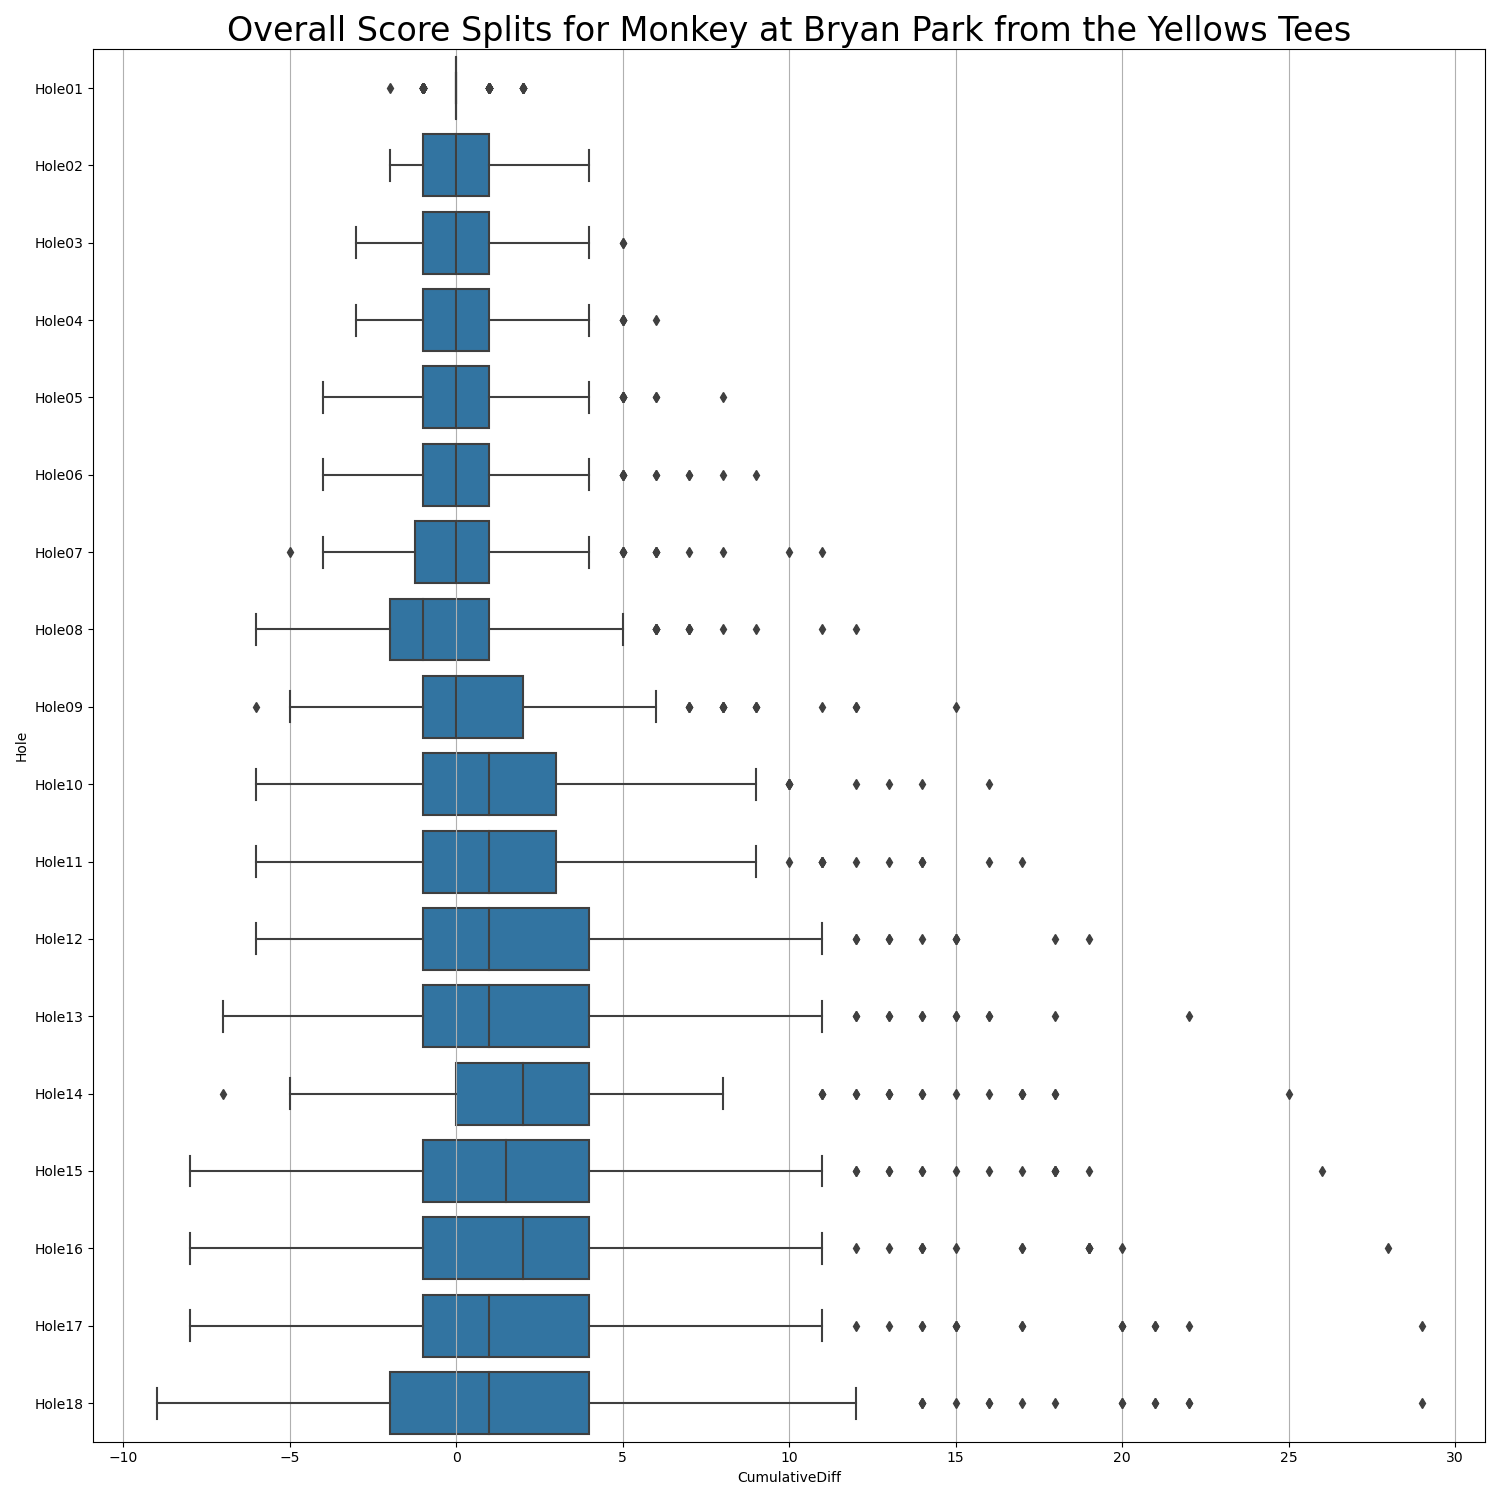 Overall Score Splits for Monkey at Bryan Park from the Yellows Tees
Hole01
Hole02
Hole03
Hole04
Hole05
Hole06
Hole07
Hole08
Hole09
Hole10
Hole11
Hole12
Hole13
Hole14
Hole15
Hole16
Hole17
Hole18
Hole
−10
−5
0
5
10
15
20
25
30
CumulativeDiff